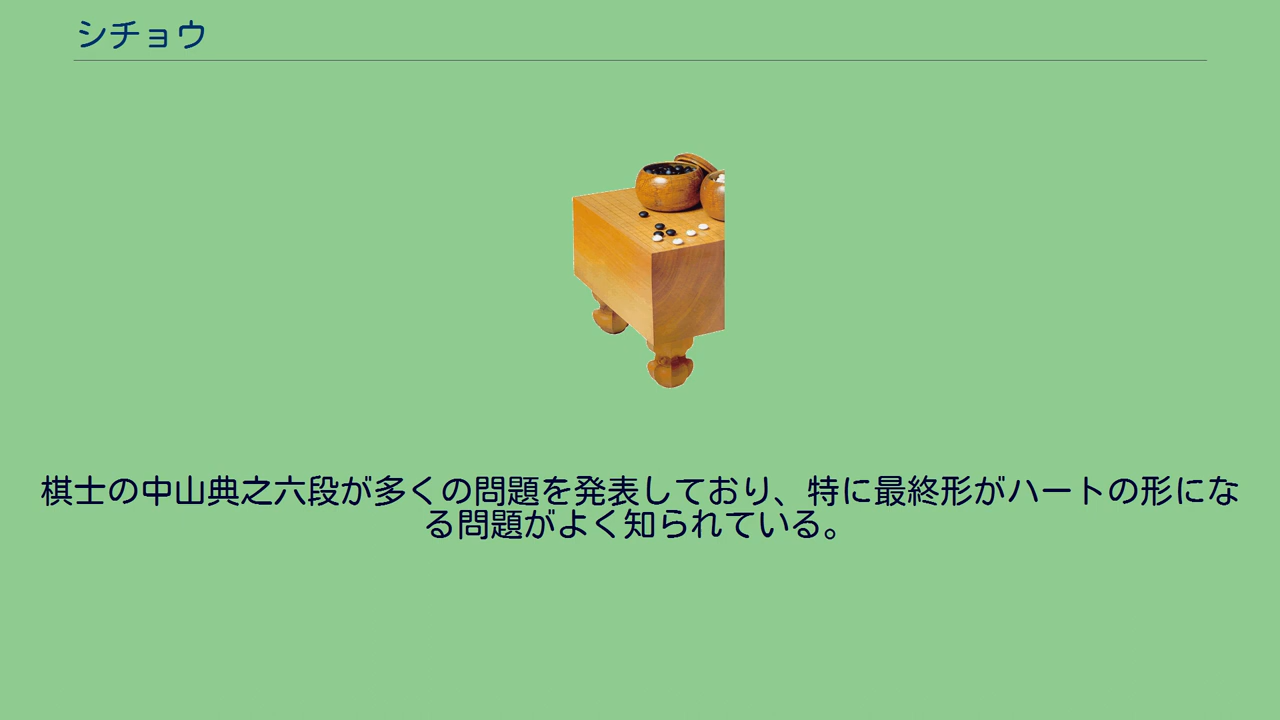 シチョウ
棋士の中山典之六段が多くの問題を発表しており、特に最終形がハートの形にな
る問題がよく知られている。